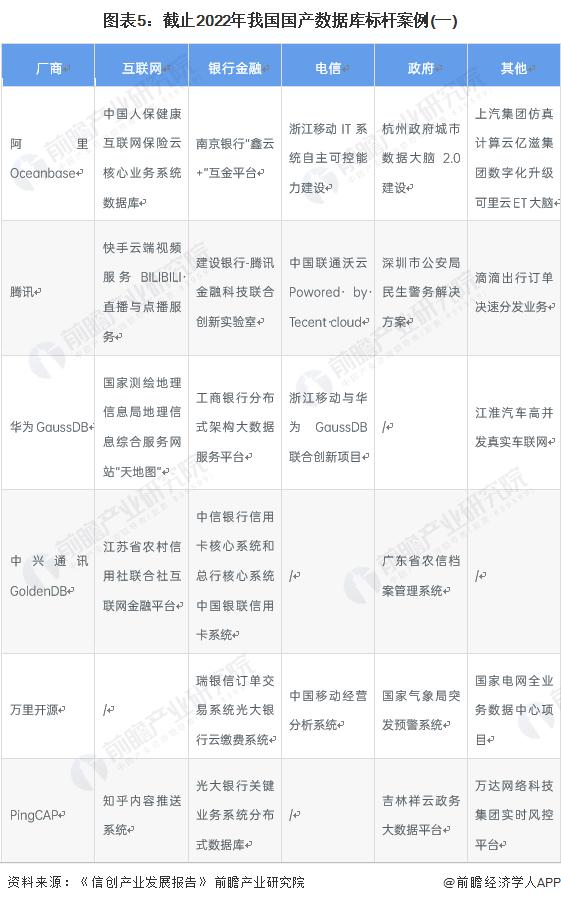 图表5：截止2022年我国国产数据库标杆案例(一)
厂商 互联网 银行金融 电信 政府 其他
阿里
Oceanbase
中国人保健康
互联网保险云
核心业务系统
数据库
南京银行“鑫云
+”互金平台
浙江移动 IT 系
统自主可控能
力建设
杭州政府城市
数据大脑 2.0
建设
上汽集团仿真
计算云亿滋集
团数字化升级
可里云 ET 大脑
腾讯
快手云端视频
服务 BILIBILI·
直播与点播服
务
建设银行-腾讯
金融科技联合
创新实验室
中国联通沃云
Powored· by·
Tecent·cloud
深圳市公安局
民生警务解决
方案
滴滴出行订单
决速分发业务
华为 GaussDB
国家测绘地理
信息局地理信
息综合服务网
站“天地图”
工商银行分布
式架构大数据
服务平台
浙江移动与华
为 GaussDB
联合创新项目
/
江淮汽车高并
发真实车联网
中兴通讯
GoldenDB
江苏省农村信
用社联合社互
联网金融平台
中信银行信用
卡核心系统和
总行核心系统
中国银联信用
卡系统
/
广东省农信档
案管理系统
/
万里开源
/
瑞银信订单交
易系统光大银
行云缴费系统
中国移动经营
分析系统
国家气象局突
发预警系统
国家电网全业
务数据中心项
目
PingCAP
知乎内容推送
系统
光大银行关键
业务系统分布
式数据库
/
吉林祥云政务
大数据平台
万达网络科技
集团实时风控
平台
资料来源：《信创产业发展报告》前瞻产业研究院 @前瞻经济学人APP
前瞻产业研究院